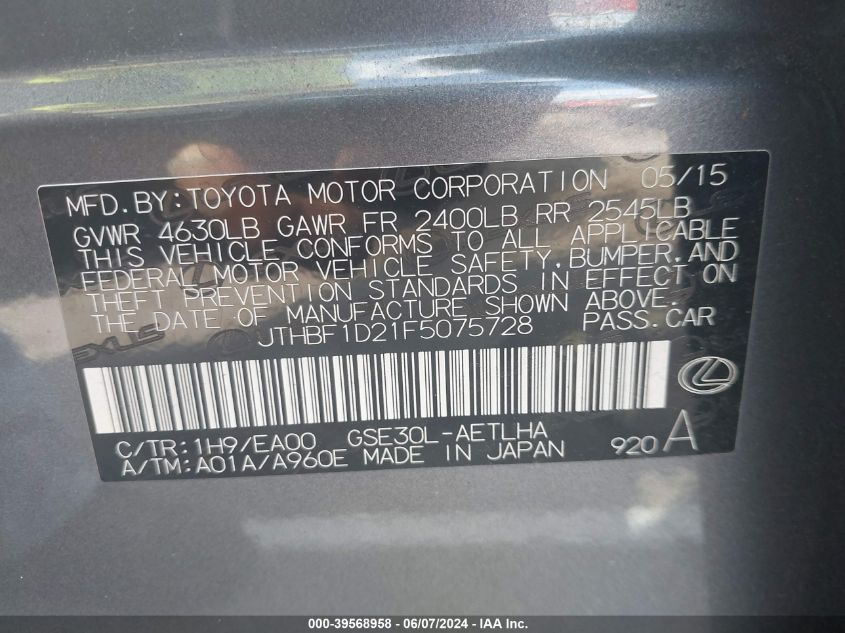 MFD.BY:TOYOTA MOTOR CORPORATION 05/15
GVWR 4630LB GAWR FR 2400LB RR 2545LB
THIS VEHICLE CONFORMS TO ALL APPLICABLE
FEDERAL MOTOR VEHICLE SAFETY,BUMPER,AND
THEFT PREVENTION STANDARDS IN EFFECT ON
THE DATE OF MANUFACTURE SHOWN ABOVE.
JTHBF1D21F5075728 PASS.CAR
C/TR:1H9/EA00 GSE30L-AETLHA
A/TM:A01A/A960E MADE IN JAPAN 920 A
000-39568958 - 06/07/2024 - IAA Inc.